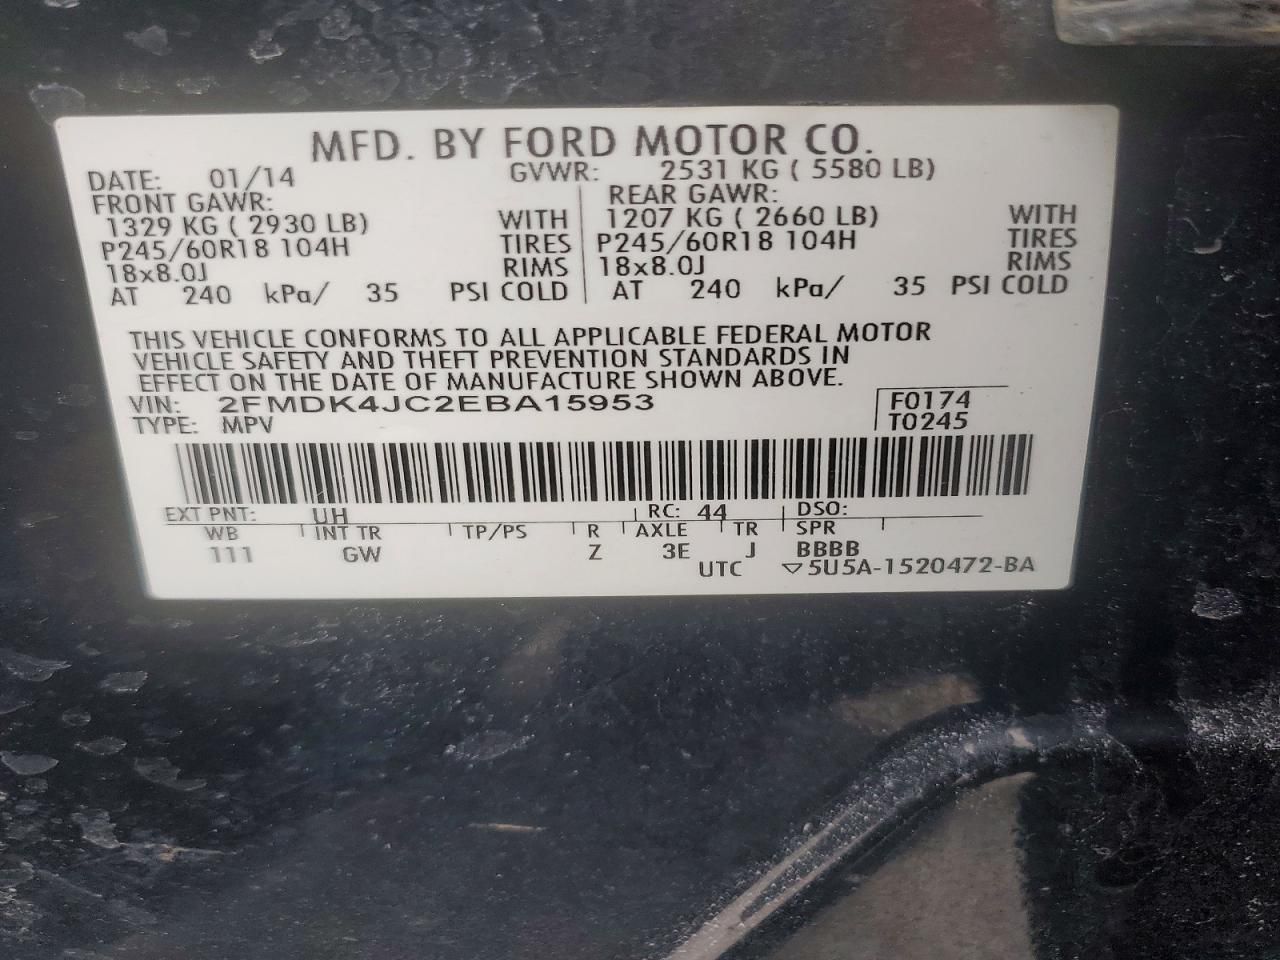 MFD. BY FORD MOTOR CO.
DATE: 01/14 GVWR: 2531 KG ( 5580 LB)
FRONT GAWR: REAR GAWR:
1329 KG ( 2930 LB) WITH 1207 KG ( 2660 LB) WITH
P245/60R18 104H TIRES P245/60R18 104H TIRES
18x8.0J RIMS 18x8.0J RIMS
AT 240 kPa/ 35 PSI COLD AT 240 kPa/ 35 PSI COLD
THIS VEHICLE CONFORMS TO ALL APPLICABLE FEDERAL MOTOR
VEHICLE SAFETY AND THEFT PREVENTION STANDARDS IN
EFFECT ON THE DATE OF MANUFACTURE SHOWN ABOVE.
VIN: 2FMDK4JC2EBA15953 F0174
TYPE: MPV T0245
EXT PNT: UH RC: 44 DSO:
WB INT TR TP/PS R AXLE TR SPR
111 GW Z 3E J BBBB
UTC ▽5U5A-1520472-BA